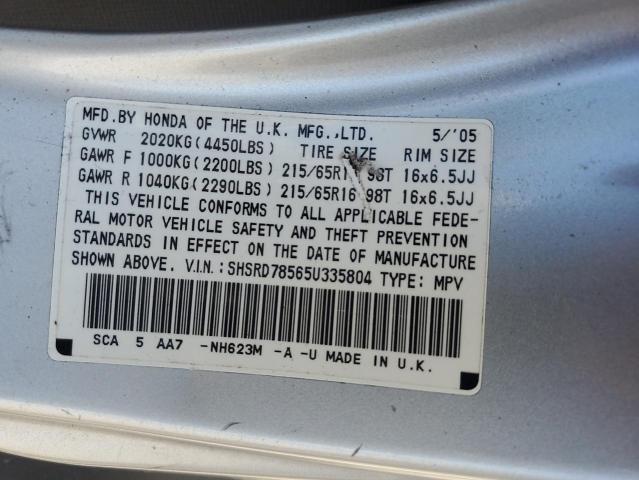 MFD.BY HONDA OF THE U.K. MFG.,LTD. 5/'05
GVWR 2020KG(4450LBS) TIRE SIZE RIM SIZE
GAWR F 1000KG(2200LBS) 215/65R1 98T 16x6.5JJ
GAWR R 1040KG(2290LBS) 215/65R16 98T 16x6.5JJ
THIS VEHICLE CONFORMS TO ALL APPLICABLE FEDE-
RAL MOTOR VEHICLE SAFETY AND THEFT PREVENTION
STANDARDS IN EFFECT ON THE DATE OF MANUFACTURE
SHOWN ABOVE. V.I.N.:SHSRD78565U335804 TYPE: MPV
SCA 5 AA7 -NH623M -A -U MADE IN U.K.